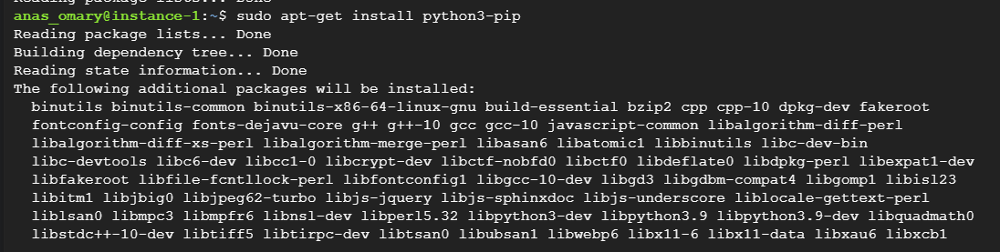 Reading package lists... Done
anas_omary@instance-1:~$ sudo apt-get install python3-pip
Reading package lists... Done
Building dependency tree... Done
Reading state information... Done
The following additional packages will be installed:
binutils binutils-common binutils-x86-64-linux-gnu build-essential bzip2 cpp cpp-10 dpkg-dev fakeroot
fontconfig-config fonts-dejavu-core g++ g++-10 gcc gcc-10 javascript-common libalgorithm-diff-perl
libalgorithm-diff-xs-perl libalgorithm-merge-perl libasan6 libatomic1 libbinutils libc-dev-bin
libc-devtools libc6-dev libcc1-0 libcrypt-dev libctf-nobfd0 libctf0 libdeflate0 libdpkg-perl libexpat1-dev
libfakeroot libfile-fcntllock-perl libfontconfig1 libgcc-10-dev libgd3 libgdbm-compat4 libgomp1 libisl23
libitm1 libjbig0 libjpeg62-turbo libjs-jquery libjs-sphinxdoc libjs-underscore liblocale-gettext-perl
liblsan0 libmpc3 libmpfr6 libnsl-dev libperl5.32 libpython3-dev libpython3.9 libpython3.9-dev libquadmath0
libstdc++-10-dev libtiff5 libtirpc-dev libtsan0 libubsan1 libwebp6 libx11-6 libx11-data libxau6 libxcb1